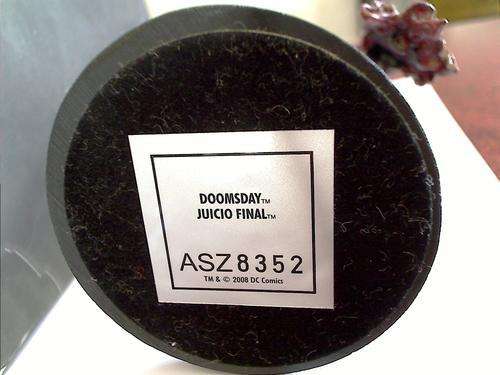 DOOMSDAY™
JUICIO FINAL™
ASZ8352
TM & © 2008 DC Comics